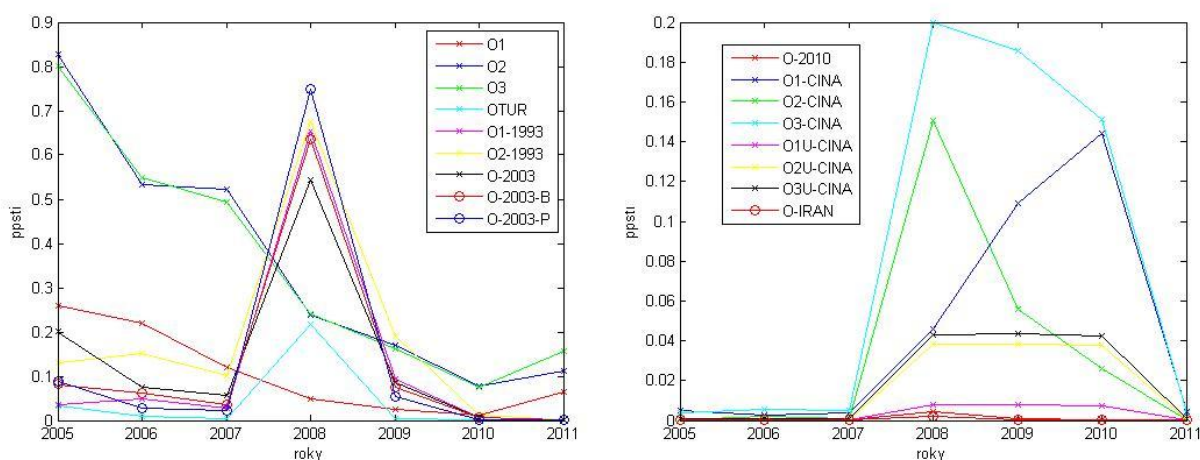 0.9
0.8
0.7
0.6
0.5
0.4
0.3
0.2
0.1
0
ppsti
2005 2006 2007 2008 2009 2010 2011
roky
O1
O2
O3
OTUR
O1-1993
O2-1993
O-2003
O-2003-B
O-2003-P
0.2
0.18
0.16
0.14
0.12
0.1
0.08
0.06
0.04
0.02
0
ppsti
2005 2006 2007 2008 2009 2010 2011
roky
O-2010
O1-CINA
O2-CINA
O3-CINA
O1U-CINA
O2U-CINA
O3U-CINA
O-IRAN